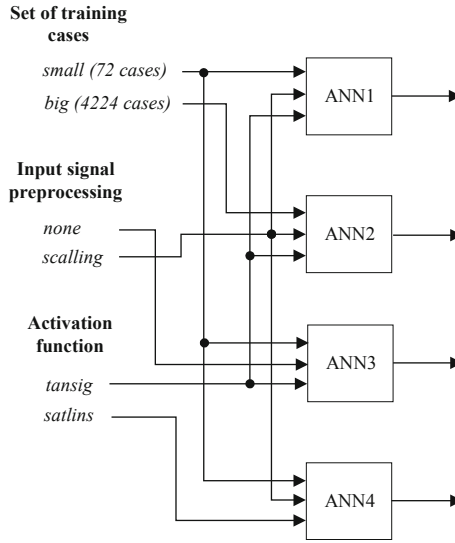 Set of training
cases
small (72 cases)
big (4224 cases)
Input signal
preprocessing
none
scalling
Activation
function
tansig
satlins
ANN1
ANN2
ANN3
ANN4